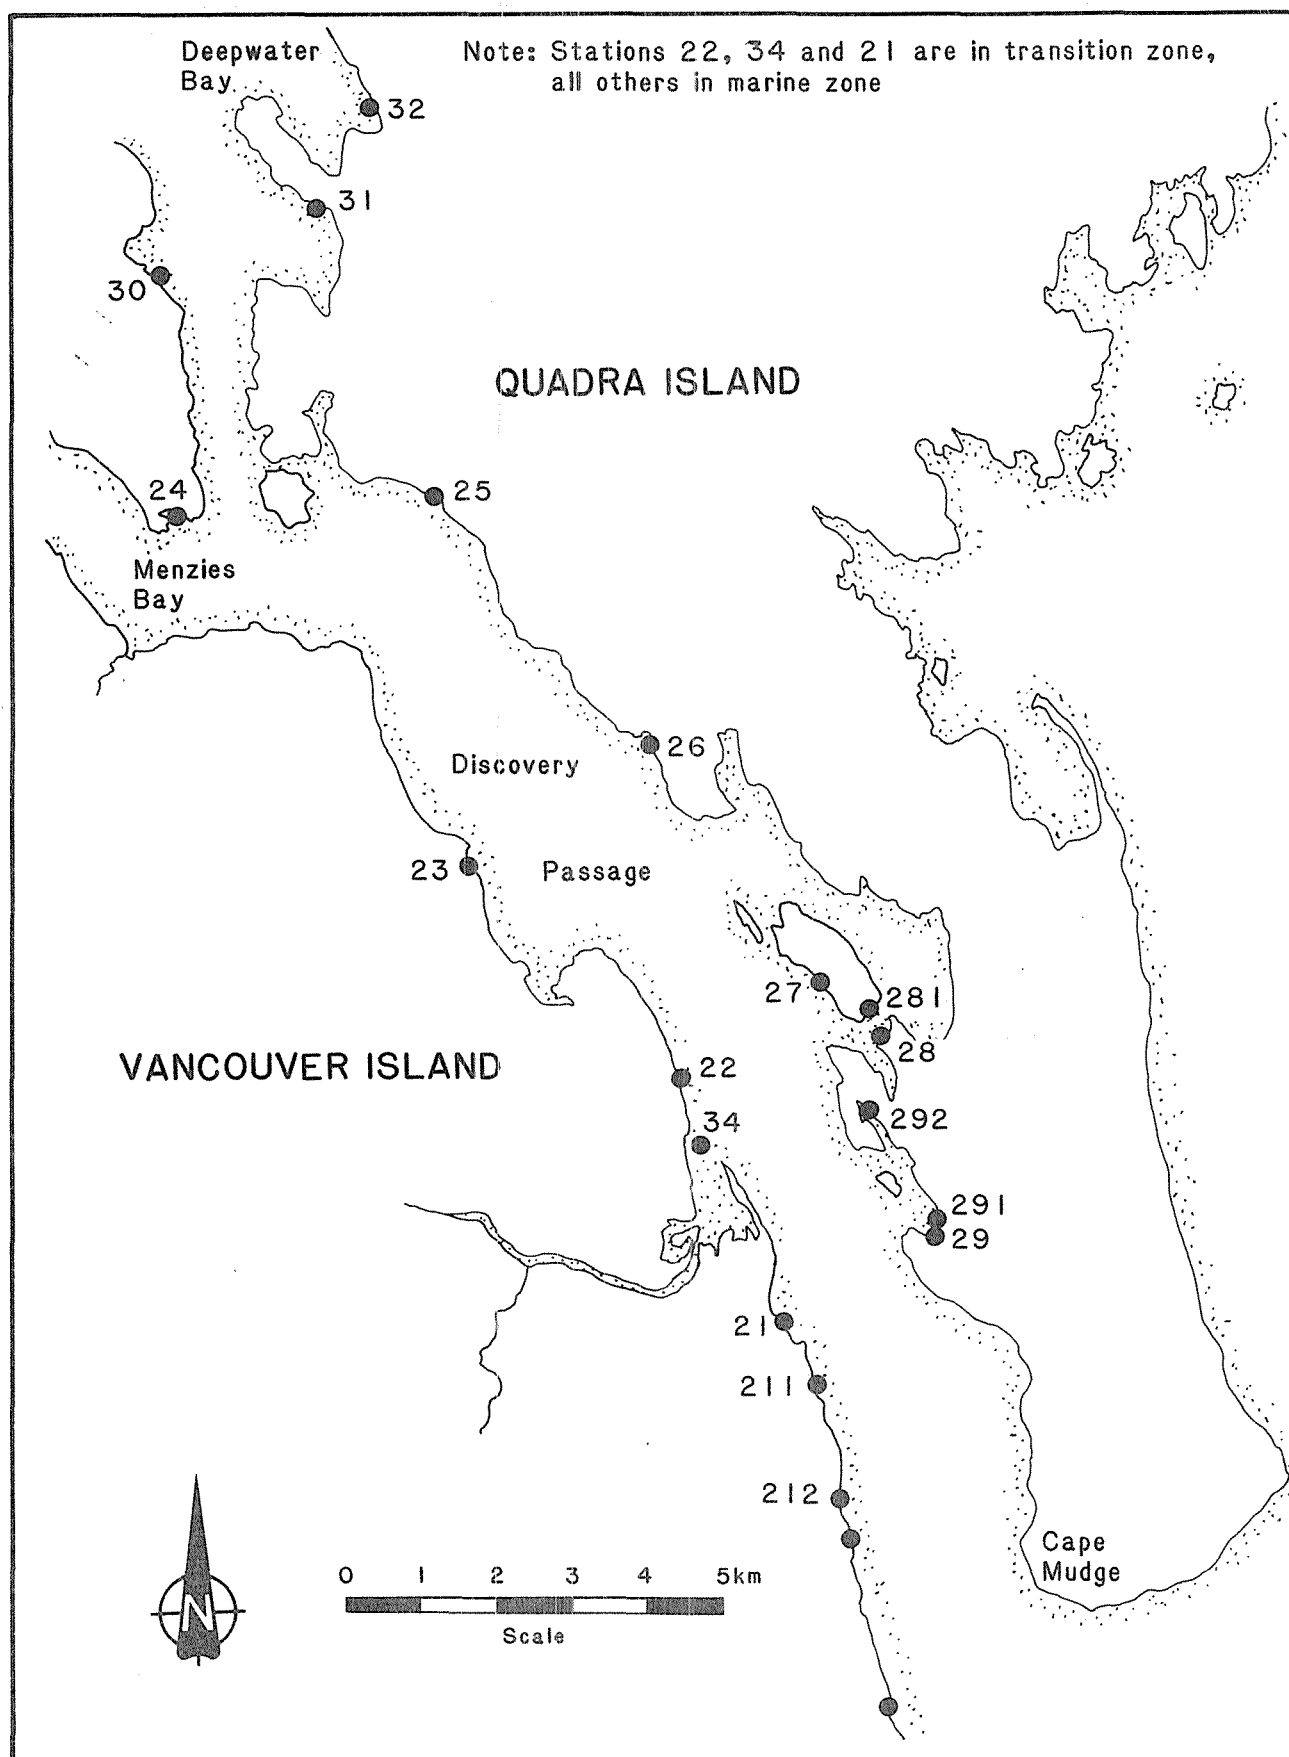 Deepwater
Bay
Note: Stations 22, 34 and 21 are in transition zone,
all others in marine zone
32
31
30
QUADRA ISLAND
24
25
Menzies
Bay
26
Discovery
23
Passage
27
281
28
VANCOUVER ISLAND
22
292
34
291
29
21
211
212
Cape
Mudge
0 1 2 3 4 5km
Scale
N